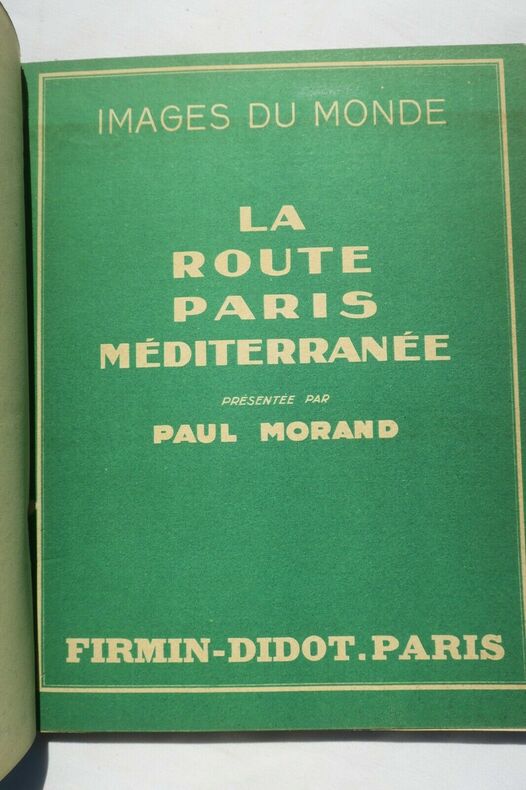 IMAGES DU MONDE
LA
ROUTE
PARIS
MÉDITERRANÉE
PRÉSENTÉE PAR
PAUL MORAND
FIRMIN-DIDOT.PARIS